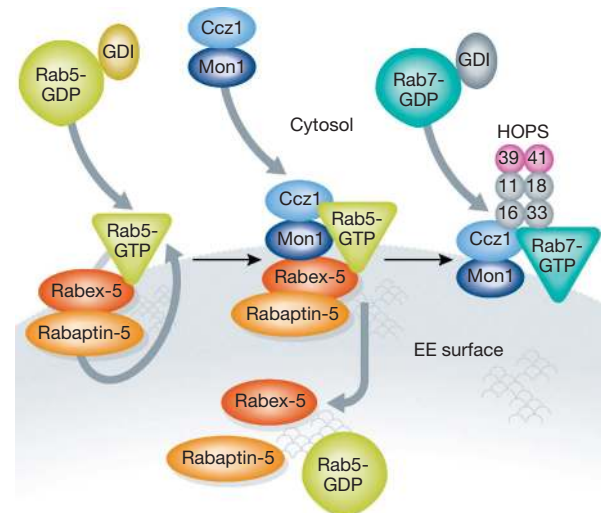 Rab5-
GDP
GDI
Ccz1
Mon1
Cytosol
Rab7-
GDP
GDI
HOPS
39 41
11 18
16 33
Rab5-
GTP
Rabex-5
Rabaptin-5
Ccz1
Mon1
Rab5-
GTP
Rabex-5
Rabaptin-5
Ccz1
Mon1
Rab7-
GTP
EE surface
Rabex-5
Rabaptin-5
Rab5-
GDP